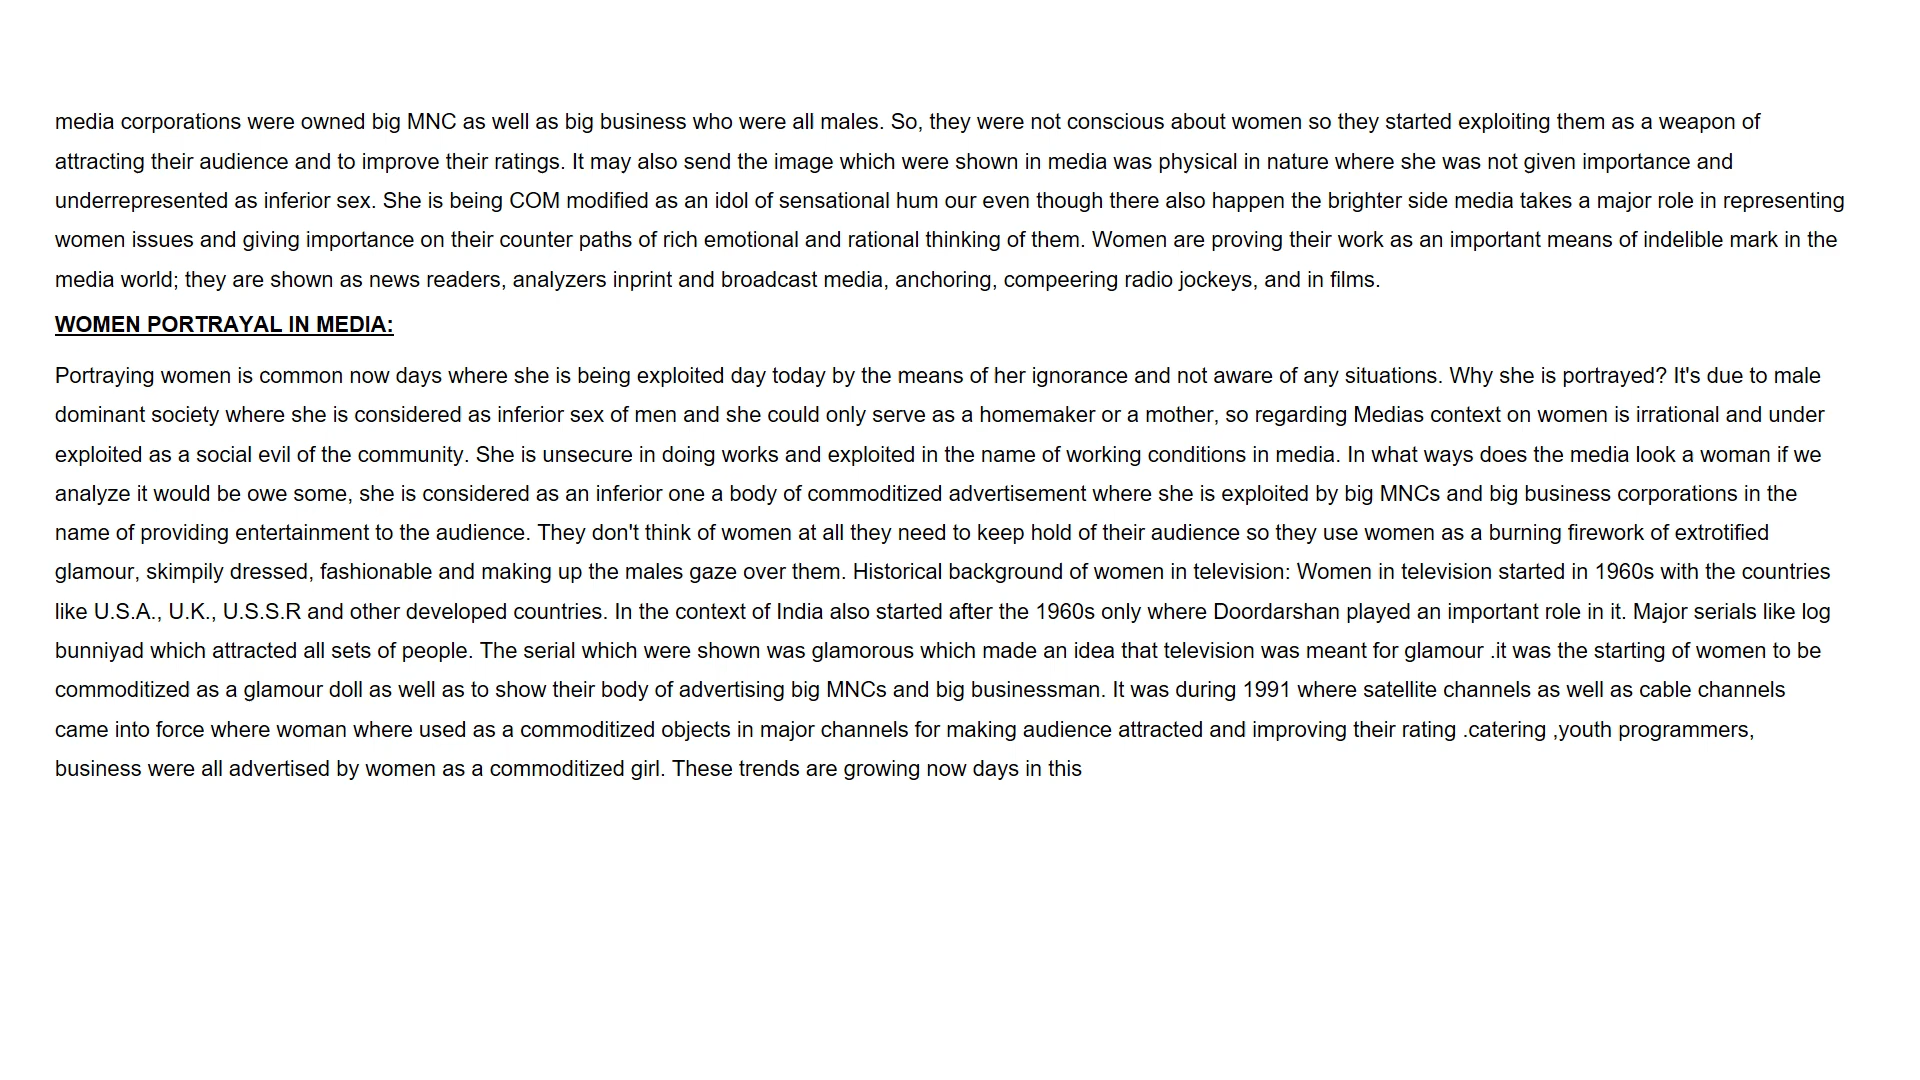 media corporations were owned big MNC as well as big business who were all males. So, they were not conscious about women so they started exploiting them as a weapon of
attracting their audience and to improve their ratings. It may also send the image which were shown in media was physical in nature where she was not given importance and
underrepresented as inferior sex. She is being COM modified as an idol of sensational hum our even though there also happen the brighter side media takes a major role in representing
women issues and giving importance on their counter paths of rich emotional and rational thinking of them. Women are proving their work as an important means of indelible mark in the
media world; they are shown as news readers, analyzers inprint and broadcast media, anchoring, compeering radio jockeys, and in films.
WOMEN PORTRAYAL IN MEDIA:
Portraying women is common now days where she is being exploited day today by the means of her ignorance and not aware of any situations. Why she is portrayed? It's due to male
dominant society where she is considered as inferior sex of men and she could only serve as a homemaker or a mother, so regarding Medias context on women is irrational and under
exploited as a social evil of the community. She is unsecure in doing works and exploited in the name of working conditions in media. In what ways does the media look a woman if we
analyze it would be owe some, she is considered as an inferior one a body of commoditized advertisement where she is exploited by big MNCs and big business corporations in the
name of providing entertainment to the audience. They don't think of women at all they need to keep hold of their audience so they use women as a burning firework of extrotified
glamour, skimpily dressed, fashionable and making up the males gaze over them. Historical background of women in television: Women in television started in 1960s with the countries
like U.S.A., U.K., U.S.S.R and other developed countries. In the context of India also started after the 1960s only where Doordarshan played an important role in it. Major serials like log
bunniyad which attracted all sets of people. The serial which were shown was glamorous which made an idea that television was meant for glamour .it was the starting of women to be
commoditized as a glamour doll as well as to show their body of advertising big MNCs and big businessman. It was during 1991 where satellite channels as well as cable channels
came into force where woman where used as a commoditized objects in major channels for making audience attracted and improving their rating .catering ,youth programmers,
business were all advertised by women as a commoditized girl. These trends are growing now days in this